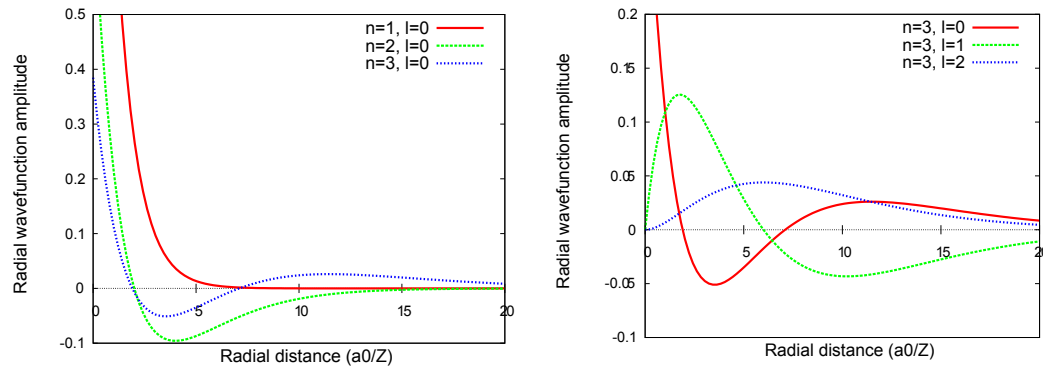 Radial wavefunction amplitude
0.5
0.4
0.3
0.2
0.1
0
-0.1
n=1, l=0
n=2, l=0
n=3, l=0
0
5
10
15
20
Radial distance (a0/Z)
Radial wavefunction amplitude
0.2
0.15
0.1
0.05
0
-0.05
-0.1
n=3, l=0
n=3, l=1
n=3, l=2
0
5
10
15
20
Radial distance (a0/Z)